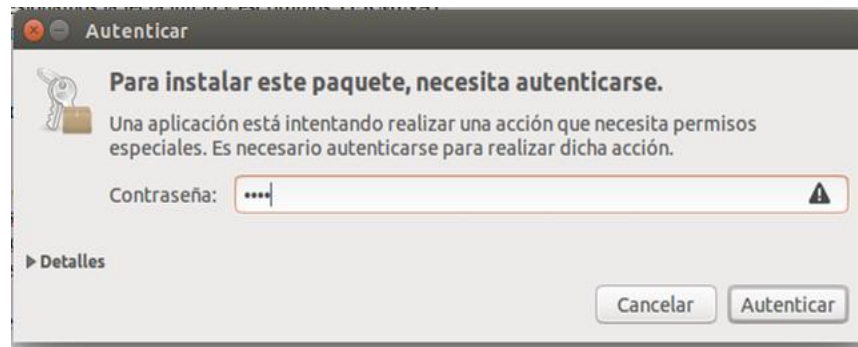 Autenticar
Para instalar este paquete, necesita autenticarse.
Una aplicación está intentando realizar una acción que necesita permisos
especiales. Es necesario autenticarse para realizar dicha acción.
Contraseña: ••••
Detalles
Cancelar Autenticar